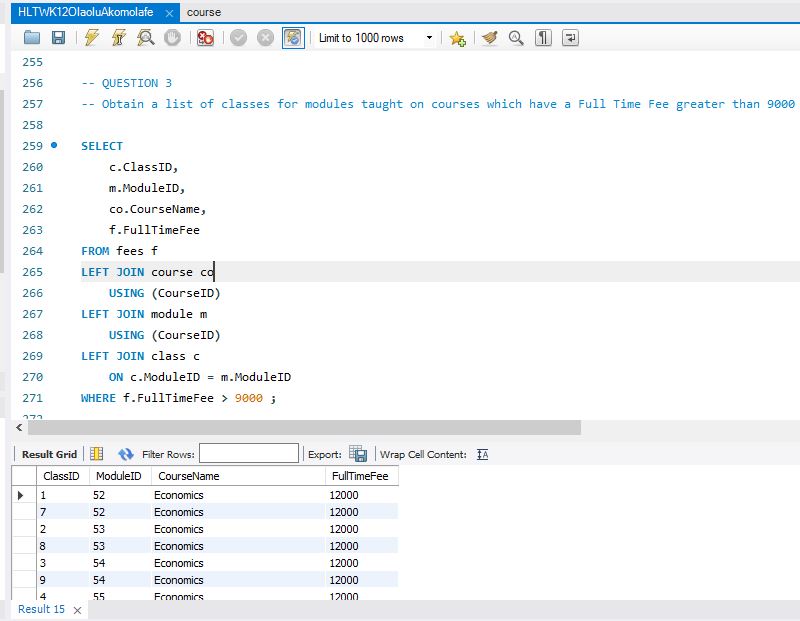 HLTWK12OlaoluAkomolafe course
Limit to 1000 rows
255
256 -- QUESTION 3
257 -- Obtain a list of classes for modules taught on courses which have a Full Time Fee greater than 9000
258
259 SELECT
260 c.ClassID,
261 m.ModuleID,
262 co.CourseName,
263 f.FullTimeFee
264 FROM fees f
265 LEFT JOIN course co
266 USING (CourseID)
267 LEFT JOIN module m
268 USING (CourseID)
269 LEFT JOIN class c
270 ON c.ModuleID = m.ModuleID
271 WHERE f.FullTimeFee > 9000 ;
272
Result Grid Filter Rows: Export: Wrap Cell Content:
ClassID ModuleID CourseName FullTimeFee
1 52 Economics 12000
7 52 Economics 12000
2 53 Economics 12000
8 53 Economics 12000
3 54 Economics 12000
9 54 Economics 12000
4 55 Economics 12000
Result 15